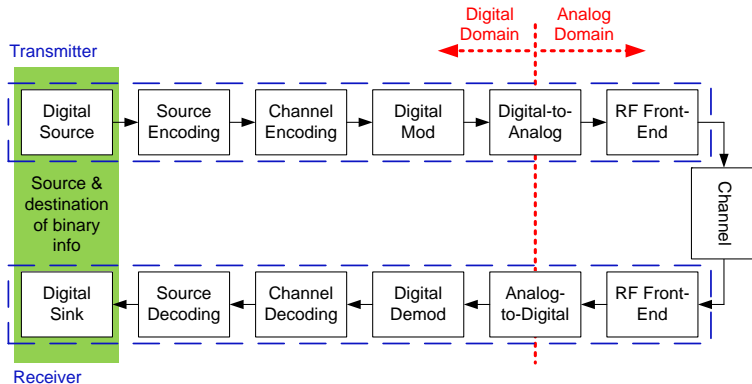 Digital
Domain
Analog
Domain
Transmitter
Digital
Source
Source
Encoding
Channel
Encoding
Digital
Mod
Digital-to-
Analog
RF Front-
End
Source &
destination
of binary
info
Channel
Digital
Sink
Source
Decoding
Channel
Decoding
Digital
Demod
Analog-
to-Digital
RF Front-
End
Receiver